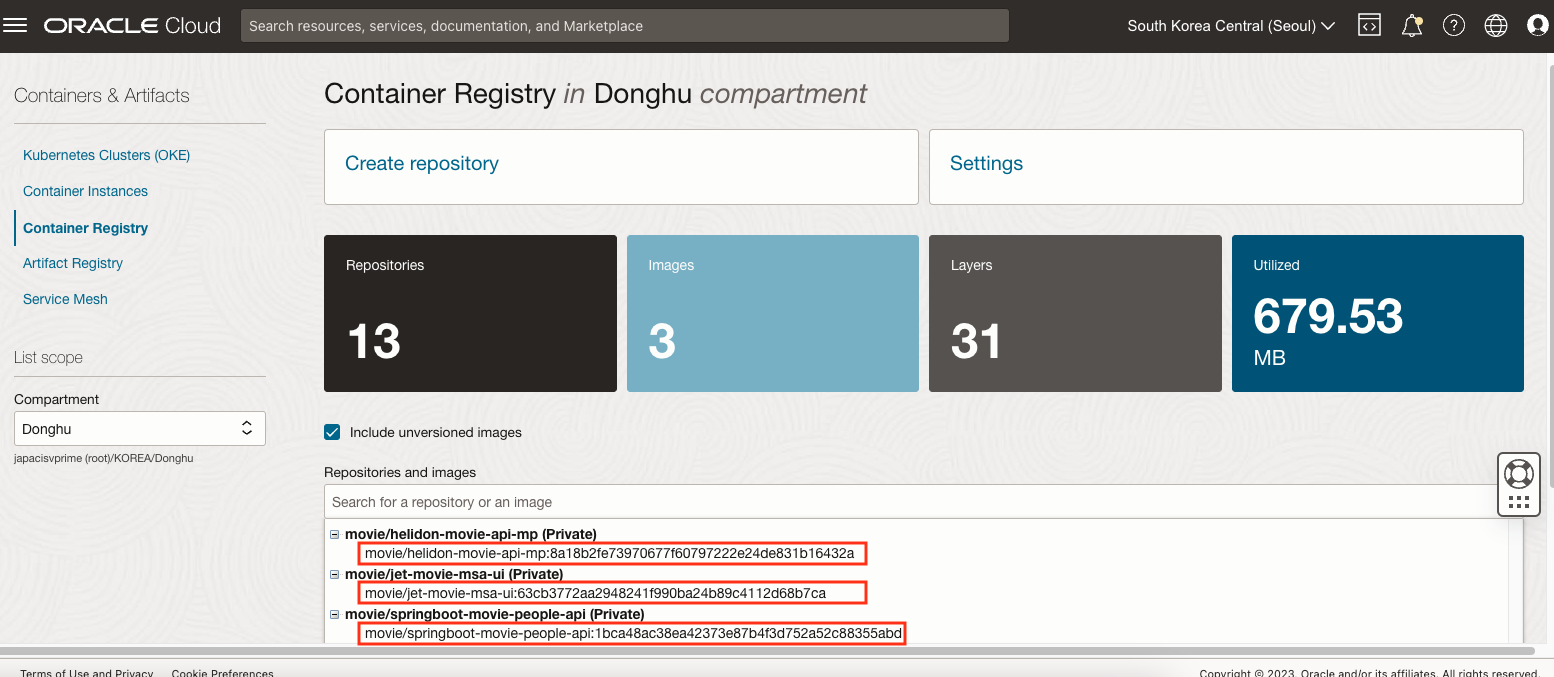 ORACLE Cloud
Search resources, services, documentation, and Marketplace
South Korea Central (Seoul)
Containers & Artifacts
Kubernetes Clusters (OKE)
Container Instances
Container Registry
Artifact Registry
Service Mesh
List scope
Compartment
Donghu
japacisvprime (root)/KOREA/Donghu
Container Registry in Donghu compartment
Create repository
Settings
Repositories
13
Images
3
Layers
31
Utilized
679.53
MB
Include unversioned images
Repositories and images
Search for a repository or an image
movie/helidon-movie-api-mp (Private)
movie/helidon-movie-api-mp:8a18b2fe73970677f60797222e24de831b16432a
movie/jet-movie-msa-ui (Private)
movie/jet-movie-msa-ui:63cb3772aa2948241f990ba24b89c4112d68b7ca
movie/springboot-movie-people-api (Private)
movie/springboot-movie-people-api:1bca48ac38ea42373e87b4f3d752a52c88355abd
Terms of Use and Privacy Cookie Preferences
Copyright © 2023, Oracle and/or its affiliates. All rights reserved.